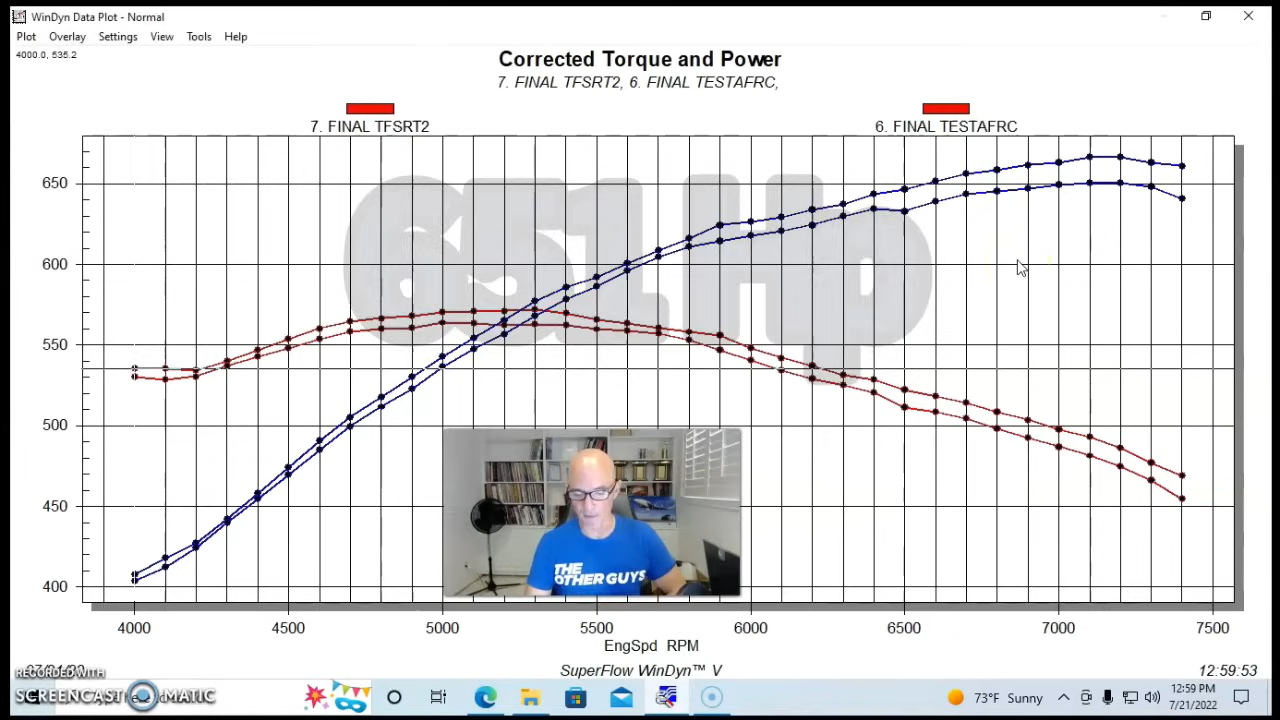 WinDyn Data Plot - Normal
Plot Overlay Settings View Tools Help
4000.0, 535.2
Corrected Torque and Power
7. FINAL TFSRT2, 6. FINAL TESTAFRC,
7. FINAL TFSRT2 6. FINAL TESTAFRC
651 Hp
650
600
550
500
450
400
THE
OTHER GUYS
4000 4500 5000 5500 6000 6500 7000 7500
EngSpd RPM
SuperFlow WinDyn™ V 12:59:53
RECORDED WITH
SCREENCAST MATIC
73°F Sunny
12:59 PM
7/21/2022